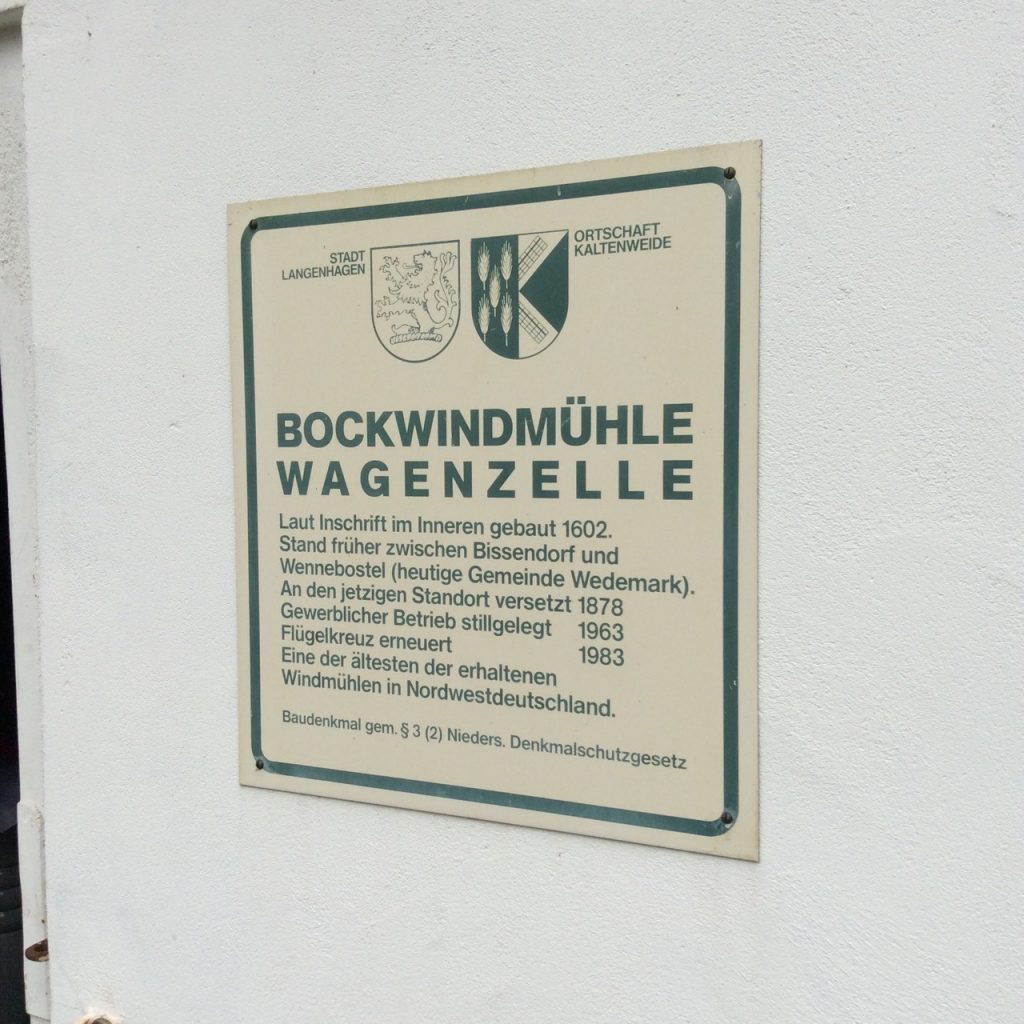 STADT
LANGENHAGEN
ORTSCHAFT
KALTENWEIDE
BOCKWINDMÜHLE
WAGENZELLE
Laut Inschrift im Inneren gebaut 1602.
Stand früher zwischen Bissendorf und
Wennebostel (heutige Gemeinde Wedemark).
An den jetzigen Standort versetzt 1878
Gewerblicher Betrieb stillgelegt 1963
Flügelkreuz erneuert 1983
Eine der ältesten der erhaltenen
Windmühlen in Nordwestdeutschland.
Baudenkmal gem. § 3 (2) Nieders. Denkmalschutzgesetz